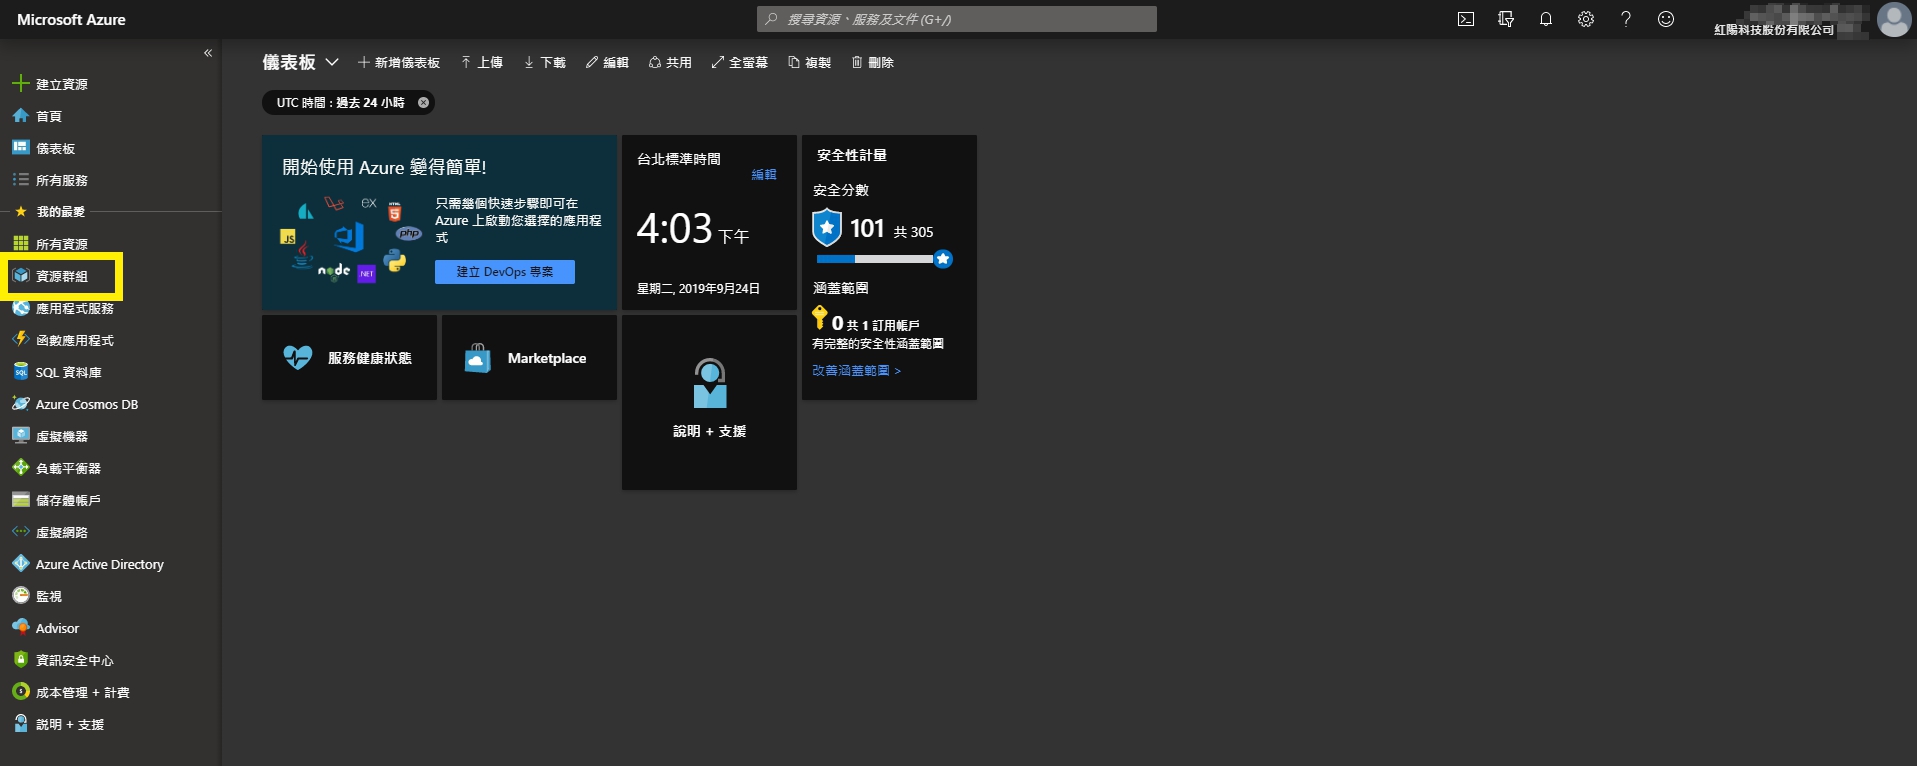 Microsoft Azure
搜尋資源、服務及文件 (G+/)
紅陽科技股份有限公司
«
建立資源
首頁
儀表板
所有服務
我的最愛
所有資源
資源群組
應用程式服務
函數應用程式
SQL 資料庫
Azure Cosmos DB
虛擬機器
負載平衡器
儲存體帳戶
虛擬網路
Azure Active Directory
監視
Advisor
資訊安全中心
成本管理 + 計費
說明 + 支援
儀表板
新增儀表板
上傳
下載
編輯
共用
全螢幕
複製
刪除
UTC 時間 : 過去 24 小時
開始使用 Azure 變得簡單!
只需幾個快速步驟即可在
Azure 上啟動您選擇的應用程
式
EX
HTML
5
JS
php
node
.NET
建立 DevOps 專案
台北標準時間
編輯
4:03 下午
星期二, 2019年9月24日
安全性計量
安全分數
101 共 305
涵蓋範圍
0 共 1 訂用帳戶
有完整的安全性涵蓋範圍
改善涵蓋範圍 >
服務健康狀態
Marketplace
說明 + 支援